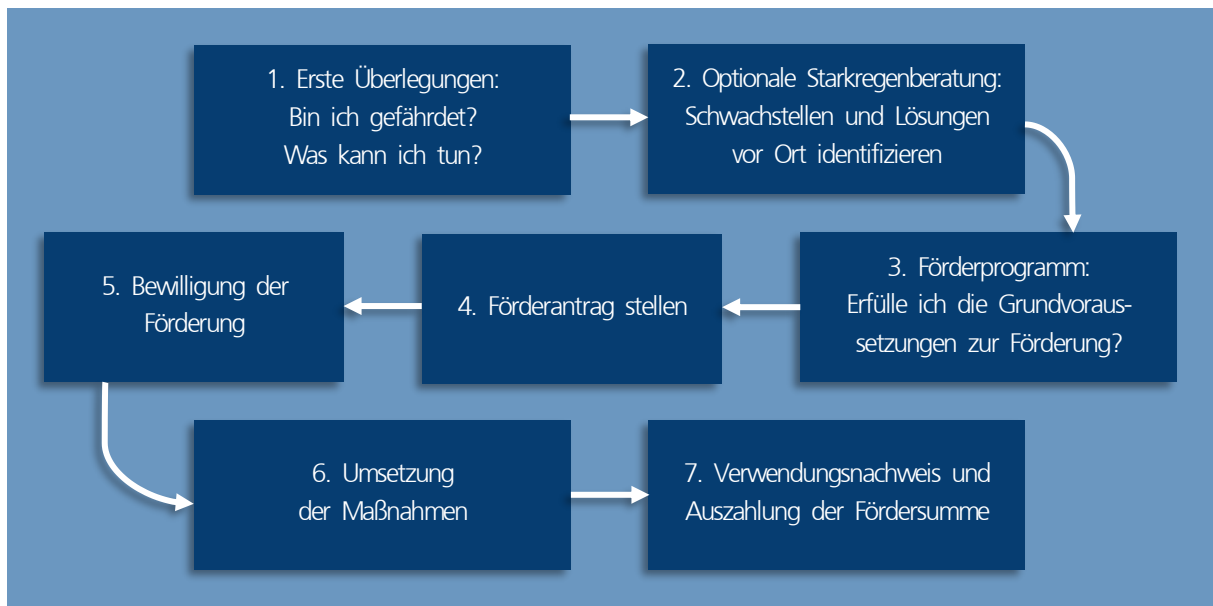 1. Erste Überlegungen:
Bin ich gefährdet?
Was kann ich tun?
2. Optionale Starkregenberatung:
Schwachstellen und Lösungen
vor Ort identifizieren
3. Förderprogramm:
Erfülle ich die Grundvoraus-
setzungen zur Förderung?
4. Förderantrag stellen
5. Bewilligung der
Förderung
6. Umsetzung
der Maßnahmen
7. Verwendungsnachweis und
Auszahlung der Fördersumme